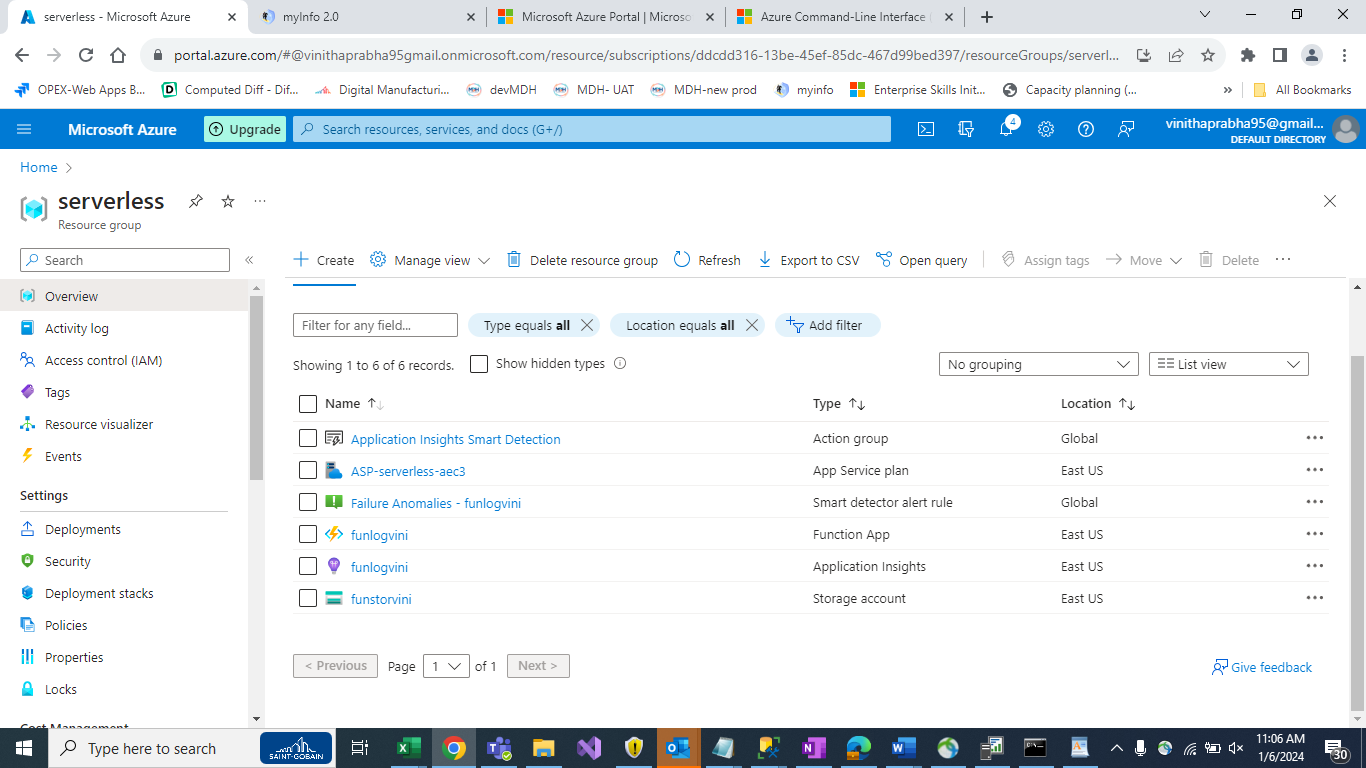 serverless - Microsoft Azure
myInfo 2.0
Microsoft Azure Portal | Microso
Azure Command-Line Interface
portal.azure.com/#@vinithaprabha95gmail.onmicrosoft.com/resource/subscriptions/ddcdd316-13be-45ef-85dc-467d99bed397/resourceGroups/serverl...
OPEX-Web Apps B...
Computed Diff - Dif...
Digital Manufacturi...
devMDH
MDH- UAT
MDH-new prod
myinfo
Enterprise Skills Init...
Capacity planning (...
»
All Bookmarks
Microsoft Azure
Upgrade
Search resources, services, and docs (G+/)
4
vinithaprabha95@gmail...
DEFAULT DIRECTORY
Home
serverless
Resource group
Search
«
Overview
Activity log
Access control (IAM)
Tags
Resource visualizer
Events
Settings
Deployments
Security
Deployment stacks
Policies
Properties
Locks
Cost Management
Create
Manage view
Delete resource group
Refresh
Export to CSV
Open query
Assign tags
Move
Delete
Filter for any field...
Type equals all
Location equals all
Add filter
Showing 1 to 6 of 6 records.
Show hidden types
No grouping
List view
Name Type Location
Application Insights Smart Detection Action group Global
ASP-serverless-aec3 App Service plan East US
Failure Anomalies - funlogvini Smart detector alert rule Global
funlogvini Function App East US
funlogvini Application Insights East US
funstorvini Storage account East US
< Previous Page 1 of 1 Next >
Give feedback
Type here to search
SAINT-GOBAIN
11:06 AM
1/6/2024
30